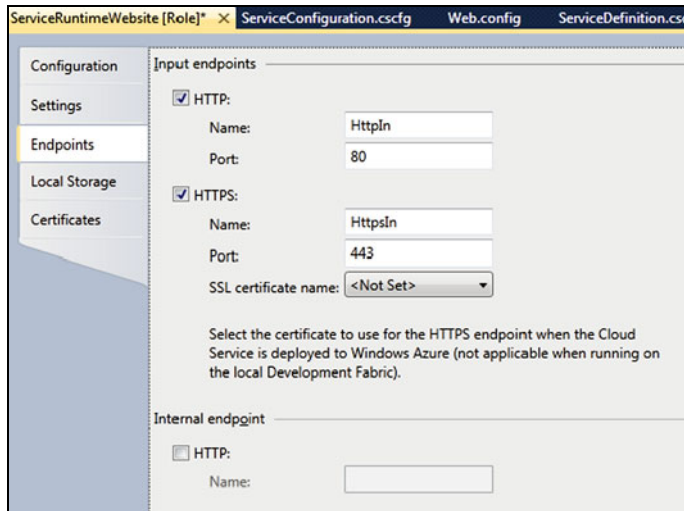 ServiceRuntimeWebsite [Role]* ServiceConfiguration.cscfg Web.config ServiceDefinition.cs
Configuration
Settings
Endpoints
Local Storage
Certificates
Input endpoints
HTTP:
Name: HttpIn
Port: 80
HTTPS:
Name: HttpsIn
Port: 443
SSL certificate name: <Not Set>
Select the certificate to use for the HTTPS endpoint when the Cloud
Service is deployed to Windows Azure (not applicable when running on
the local Development Fabric).
Internal endpoint
HTTP:
Name: